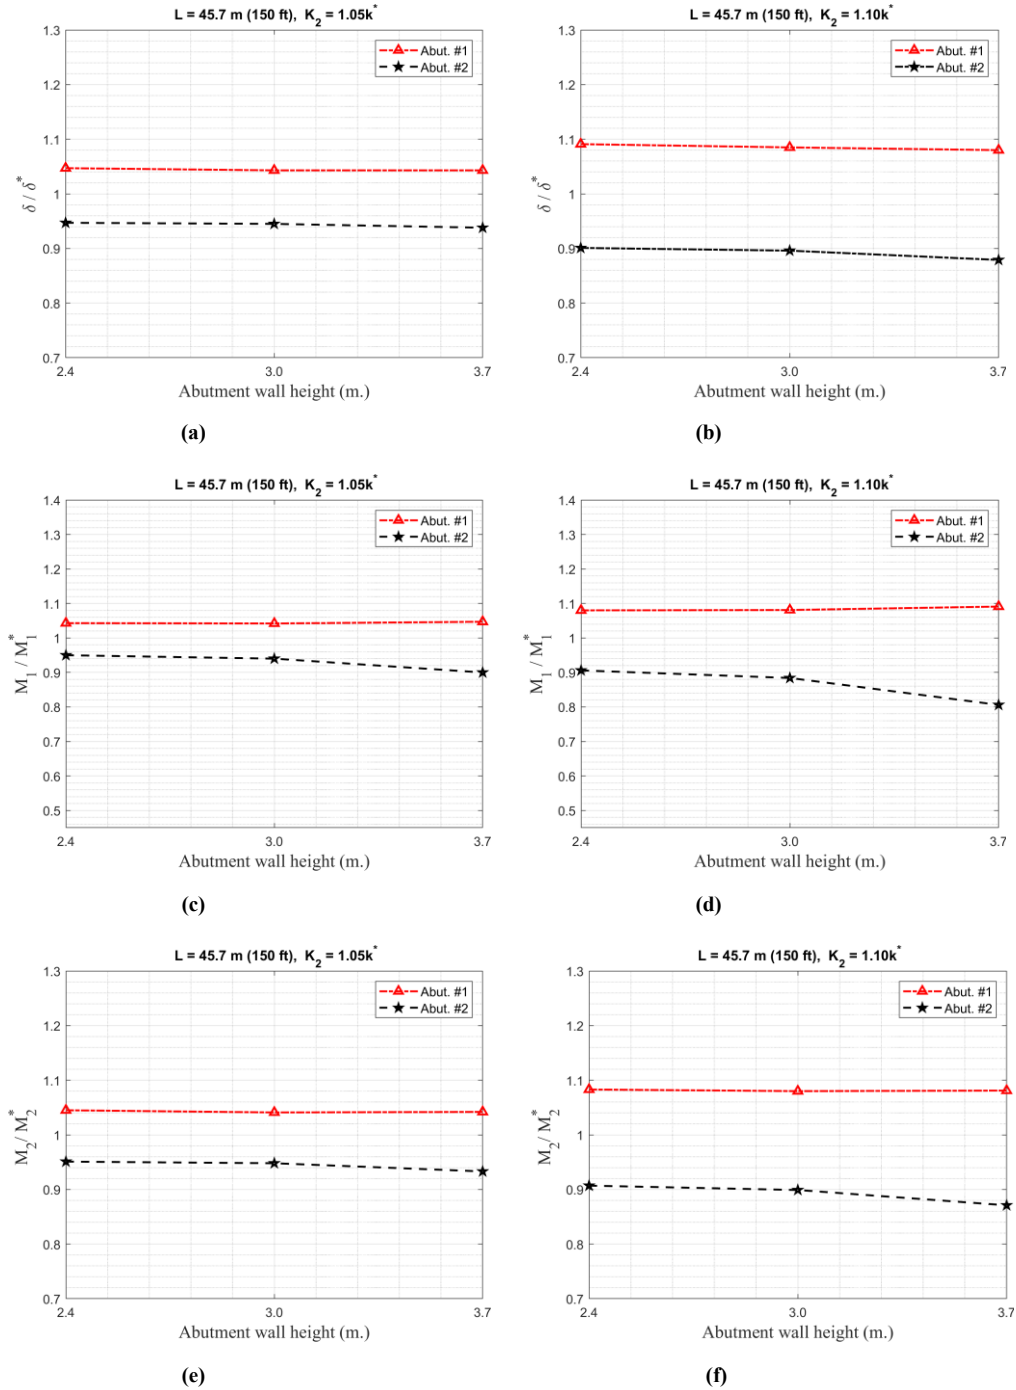 L = 45.7 m (150 ft), K₂ = 1.05k*
1.3
1.2
1.1
1
0.9
0.8
0.7
δ / δ*
Abut. #1
Abut. #2
2.4 3.0 3.7
Abutment wall height (m.)
(a)
L = 45.7 m (150 ft), K₂ = 1.10k*
1.3
1.2
1.1
1
0.9
0.8
0.7
δ / δ*
Abut. #1
Abut. #2
2.4 3.0 3.7
Abutment wall height (m.)
(b)
L = 45.7 m (150 ft), K₂ = 1.05k*
1.4
1.3
1.2
1.1
1
0.9
0.8
0.7
0.6
0.5
M₁ / M₁*
Abut. #1
Abut. #2
2.4 3.0 3.7
Abutment wall height (m.)
(c)
L = 45.7 m (150 ft), K₂ = 1.10k*
1.4
1.3
1.2
1.1
1
0.9
0.8
0.7
0.6
0.5
M₁ / M₁*
Abut. #1
Abut. #2
2.4 3.0 3.7
Abutment wall height (m.)
(d)
L = 45.7 m (150 ft), K₂ = 1.05k*
1.3
1.2
1.1
1
0.9
0.8
0.7
M₂/ M₂*
Abut. #1
Abut. #2
2.4 3.0 3.7
Abutment wall height (m.)
(e)
L = 45.7 m (150 ft), K₂ = 1.10k*
1.3
1.2
1.1
1
0.9
0.8
0.7
M₂/ M₂*
Abut. #1
Abut. #2
2.4 3.0 3.7
Abutment wall height (m.)
(f)